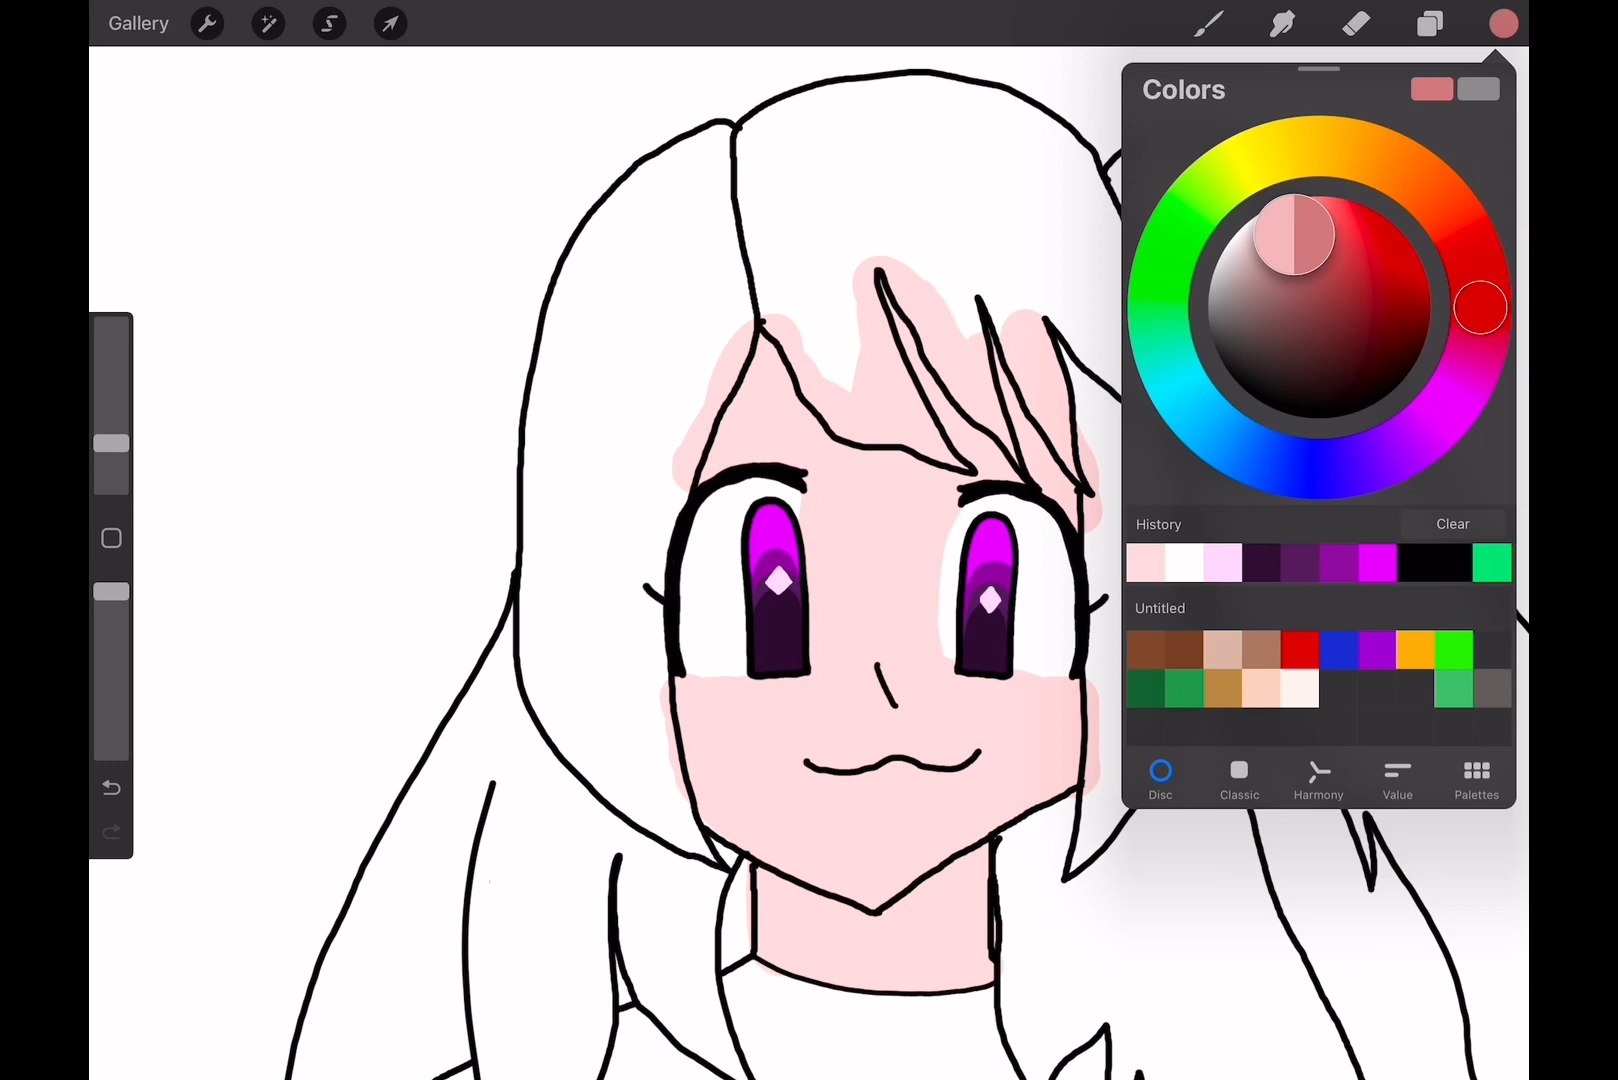 Gallery
Colors
History
Clear
Untitled
Disc
Classic
Harmony
Value
Palettes